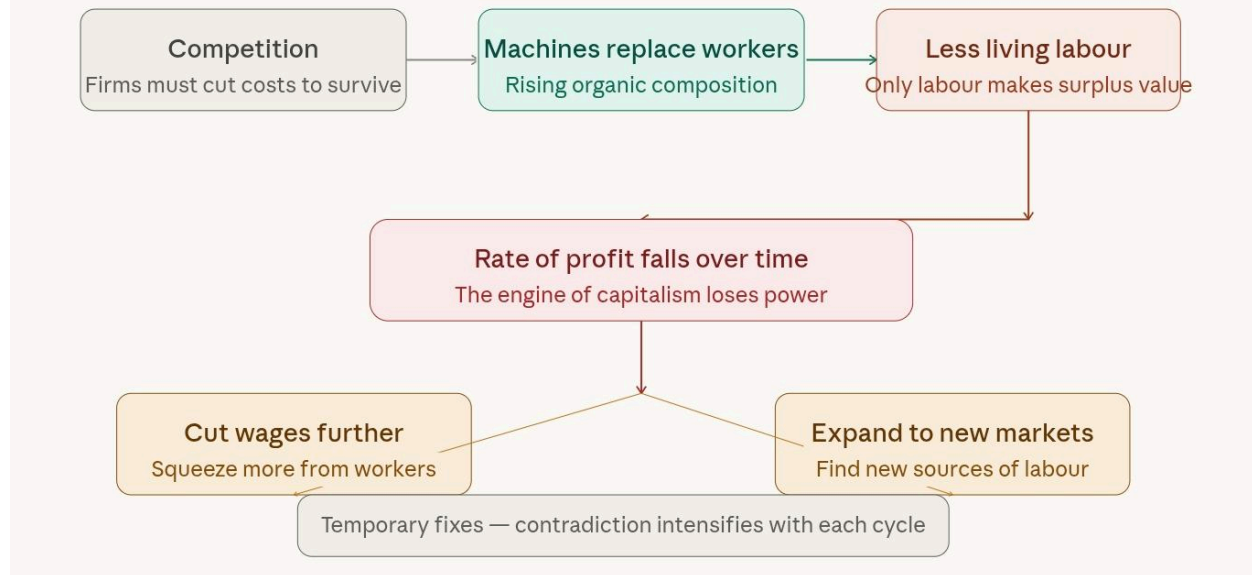 Competition
Firms must cut costs to survive
Machines replace workers
Rising organic composition
Less living labour
Only labour makes surplus value
Rate of profit falls over time
The engine of capitalism loses power
Cut wages further
Squeeze more from workers
Expand to new markets
Find new sources of labour
Temporary fixes — contradiction intensifies with each cycle